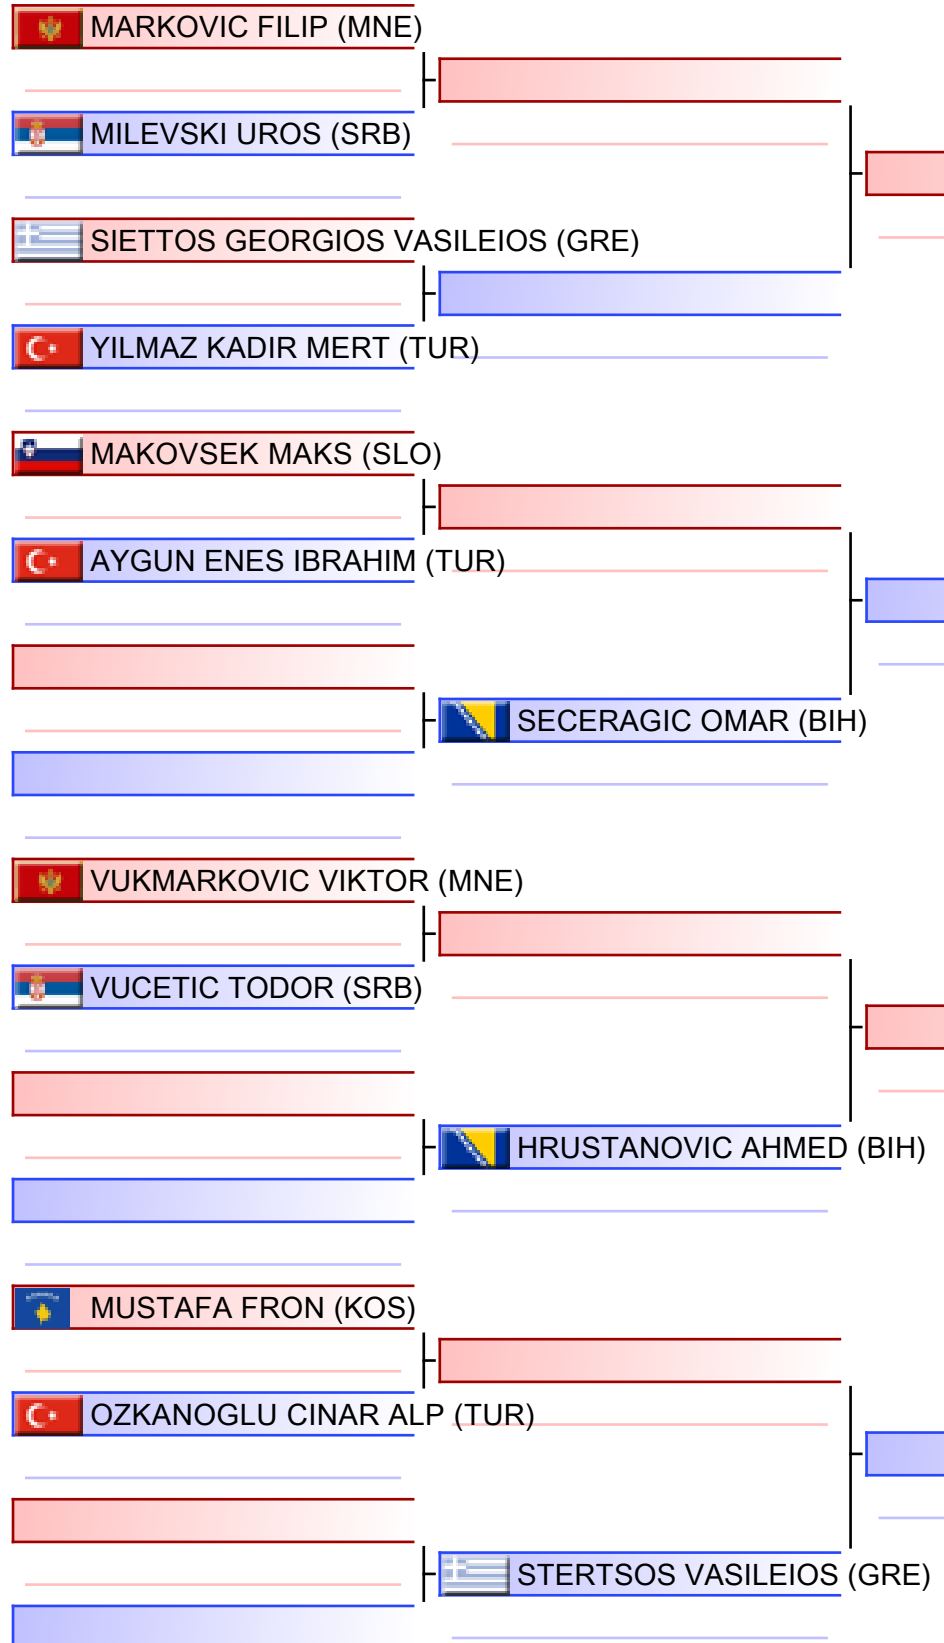 MARKOVIC FILIP (MNE)
MILEVSKI UROS (SRB)
SIETTOS GEORGIOS VASILEIOS (GRE)
YILMAZ KADIR MERT (TUR)
MAKOVSEK MAKS (SLO)
AYGUN ENES IBRAHIM (TUR)
SECERAGIC OMAR (BIH)
VUKMARKOVIC VIKTOR (MNE)
VUCETIC TODOR (SRB)
HRUSTANOVIC AHMED (BIH)
MUSTAFA FRON (KOS)
OZKANOGLU CINAR ALP (TUR)
STERTSOS VASILEIOS (GRE)